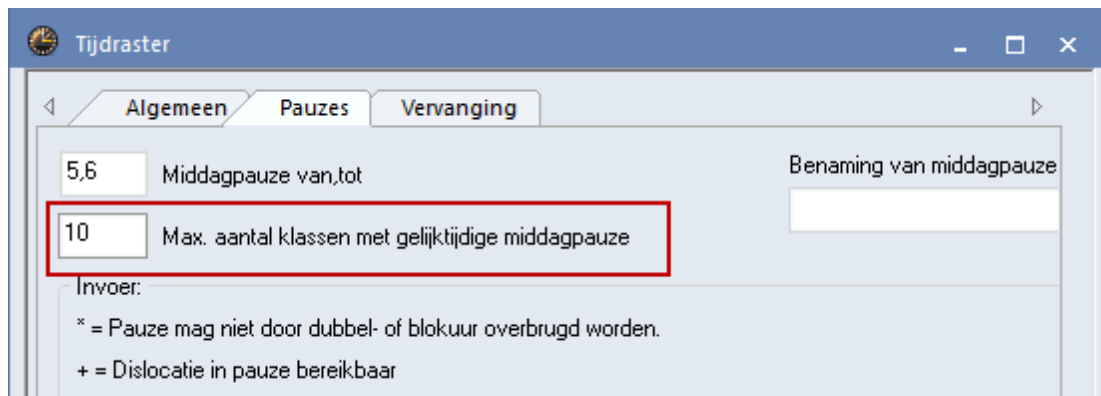 Tijdraster
Algemeen Pauzes Vervanging
5,6 Middagpauze van,tot
Benaming van middagpauze
10 Max. aantal klassen met gelijktijdige middagpauze
Invoer:
* = Pauze mag niet door dubbel- of blokuur overbrugd worden.
+ = Dislocatie in pauze bereikbaar